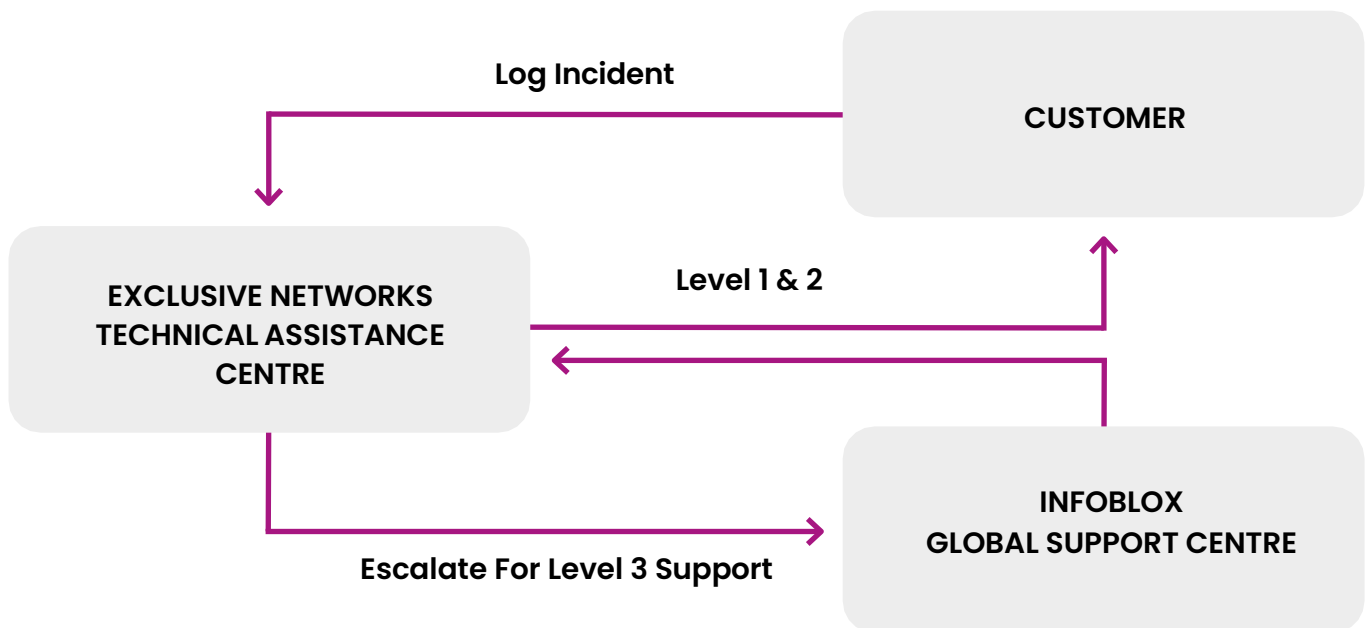 Log Incident
CUSTOMER
EXCLUSIVE NETWORKS
TECHNICAL ASSISTANCE
CENTRE
Level 1 & 2
INFOBLOX
GLOBAL SUPPORT CENTRE
Escalate For Level 3 Support